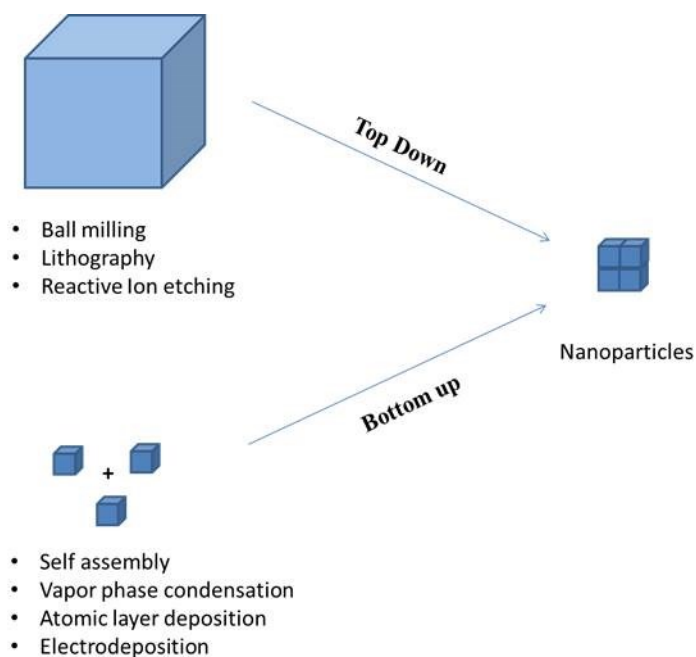 Top Down
• Ball milling
• Lithography
• Reactive Ion etching
Nanoparticles
Bottom up
+
• Self assembly
• Vapor phase condensation
• Atomic layer deposition
• Electrodeposition